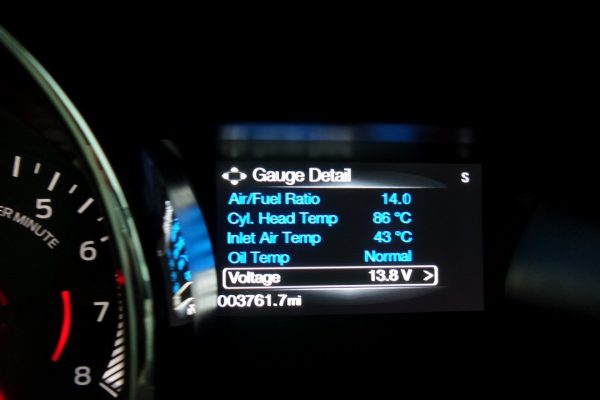 5
ER MINUTE
6
7
8
Gauge Detail S
Air/Fuel Ratio 14.0
Cyl. Head Temp 86 °C
Inlet Air Temp 43 °C
Oil Temp Normal
Voltage 13.8 V >
003761.7mi